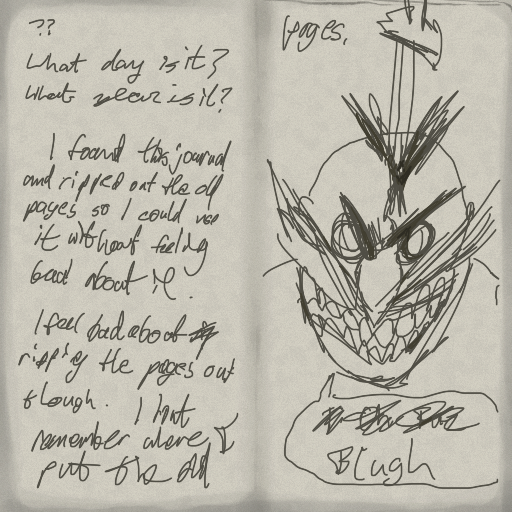 ??
What day is it?
What year is it?
I found this journal
and ripped out the old
pages so I could use
it without feeling
bad about it.
I feel bad about
ripping the pages out
though. I
remember where I
put the old
pages.
Blugh